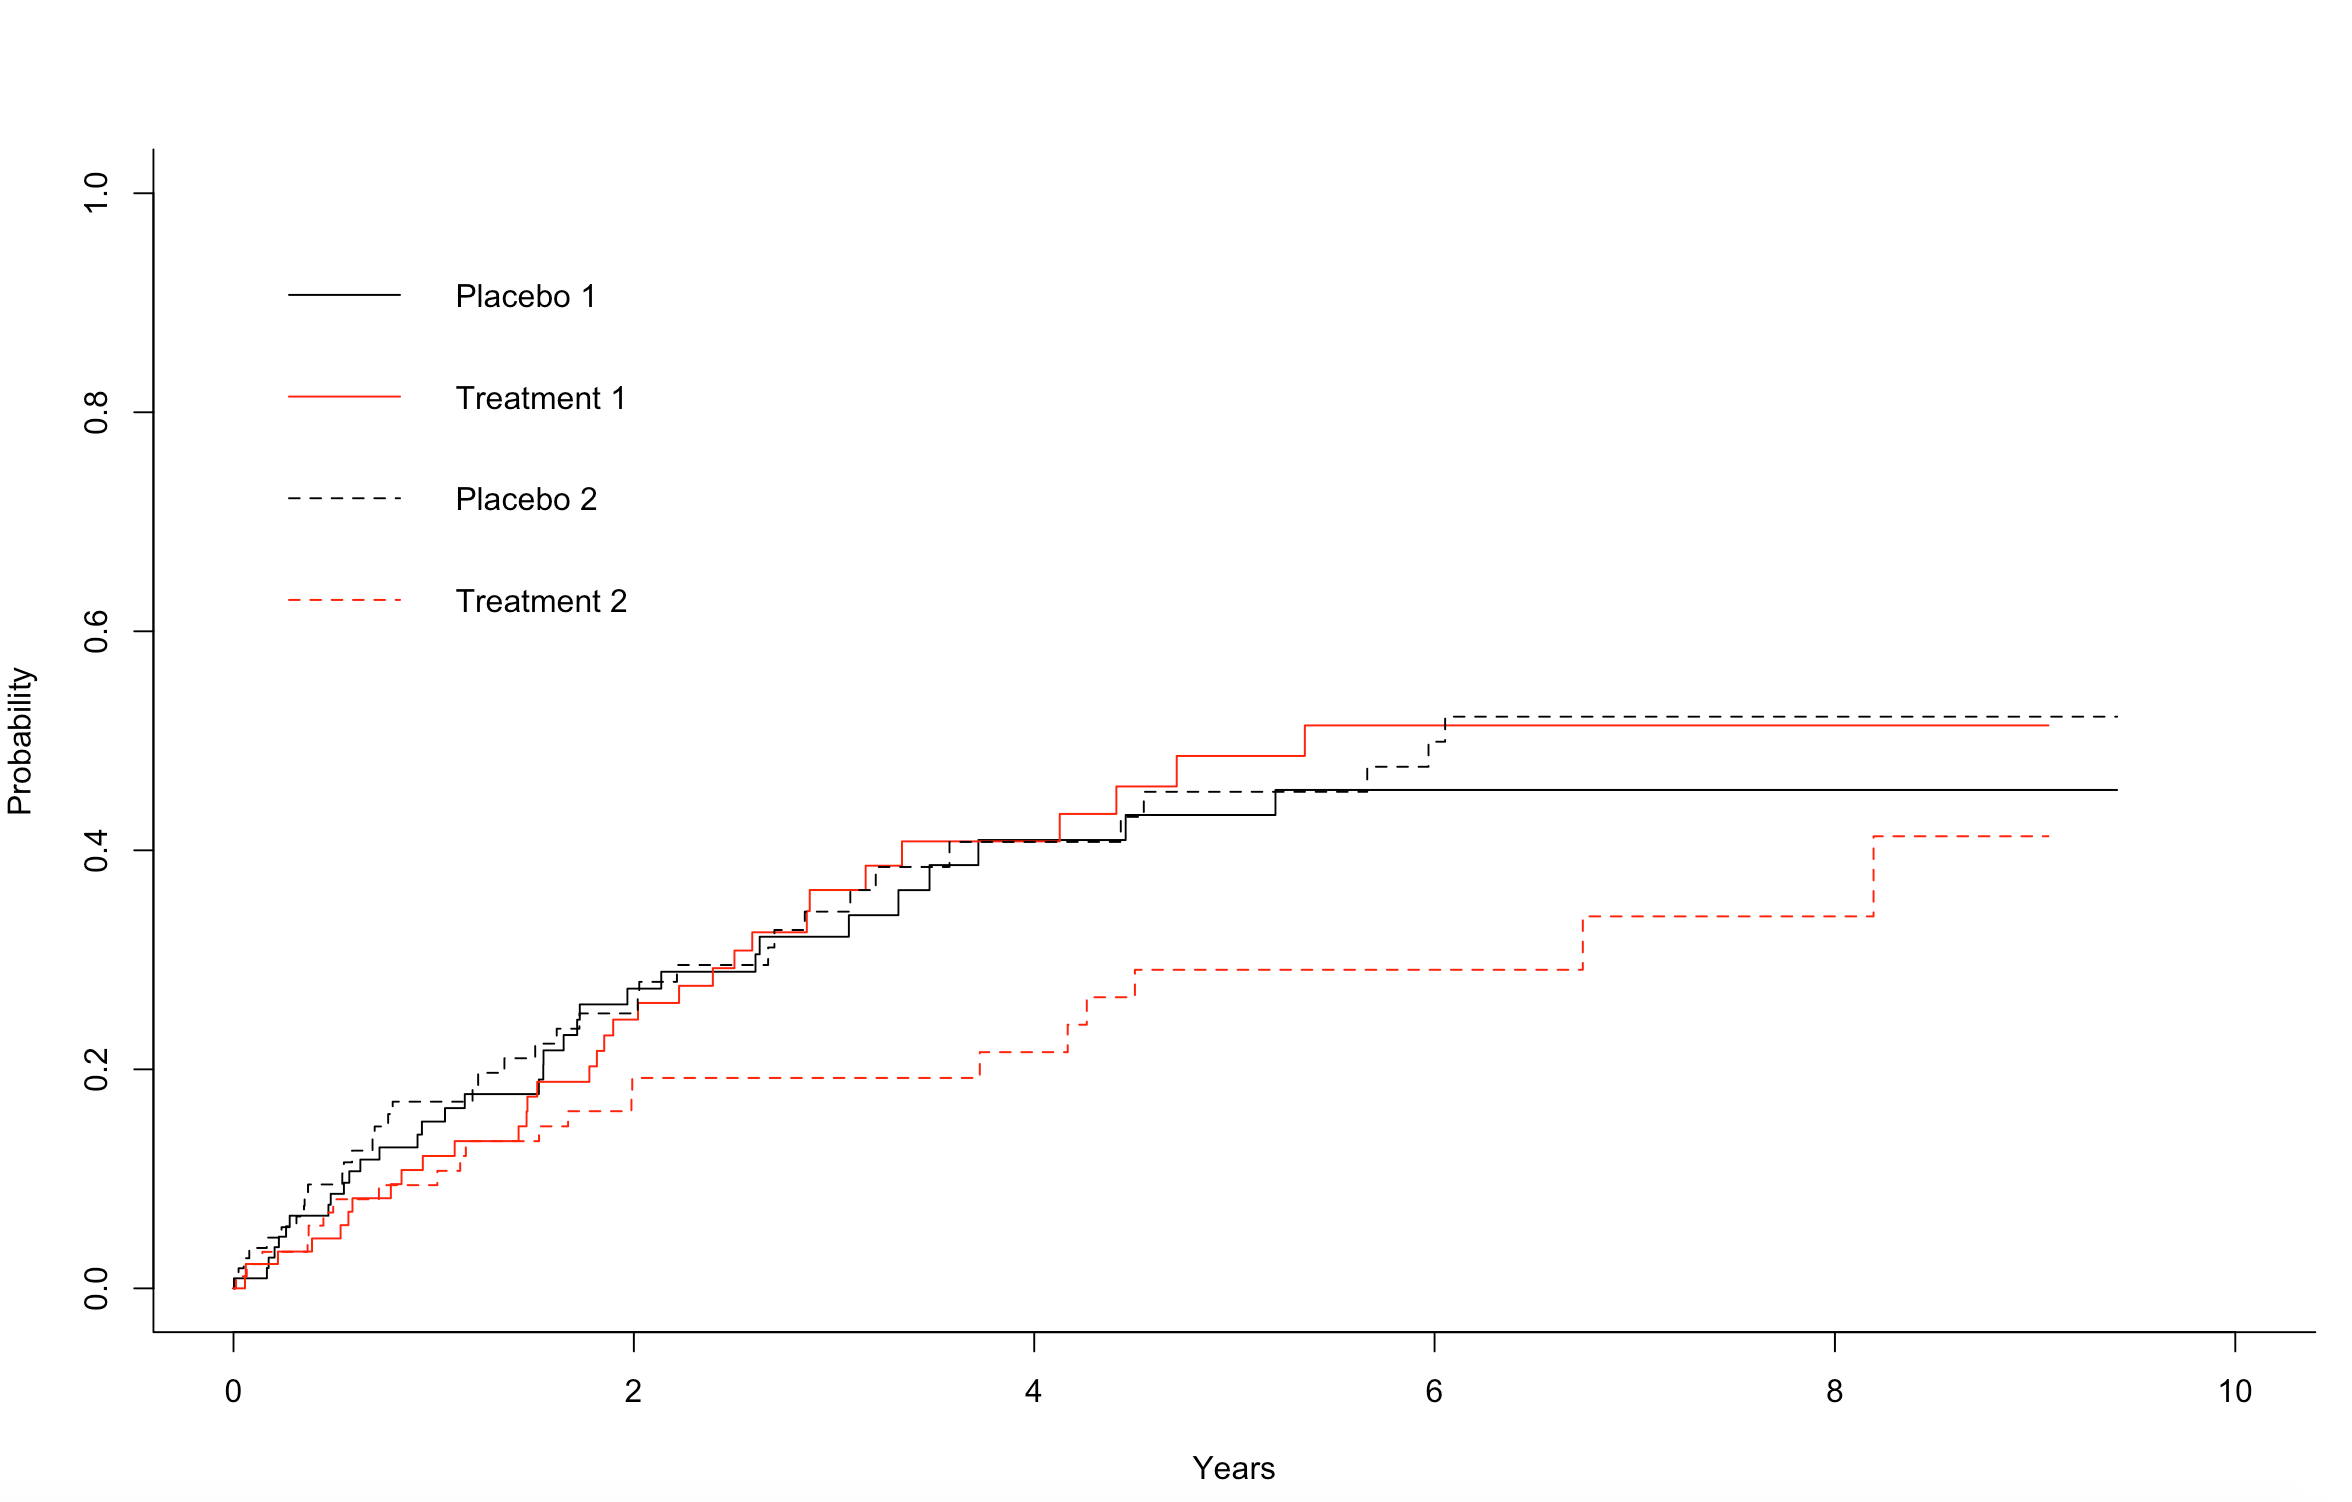 1.0
0.8
0.6
0.4
0.2
0.0
Probability
Placebo 1
Treatment 1
Placebo 2
Treatment 2
0 2 4 6 8 10
Years